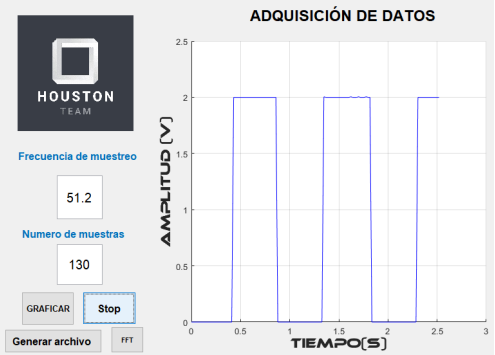 ADQUISICIÓN DE DATOS
HOUSTON
TEAM
Frecuencia de muestreo
51.2
Numero de muestras
130
GRAFICAR
Stop
Generar archivo
FFT
AMPLITUD (V)
2.5
2
1.5
1
0.5
0
0
0.5
1
1.5
2
2.5
3
TIEMPO(S)